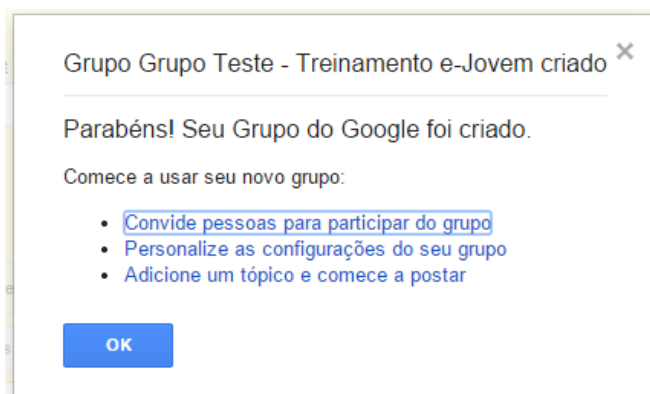 Grupo Grupo Teste - Treinamento e-Jovem criado
Parabéns! Seu Grupo do Google foi criado.
Comece a usar seu novo grupo:
Convide pessoas para participar do grupo
Personalize as configurações do seu grupo
Adicione um tópico e comece a postar
OK